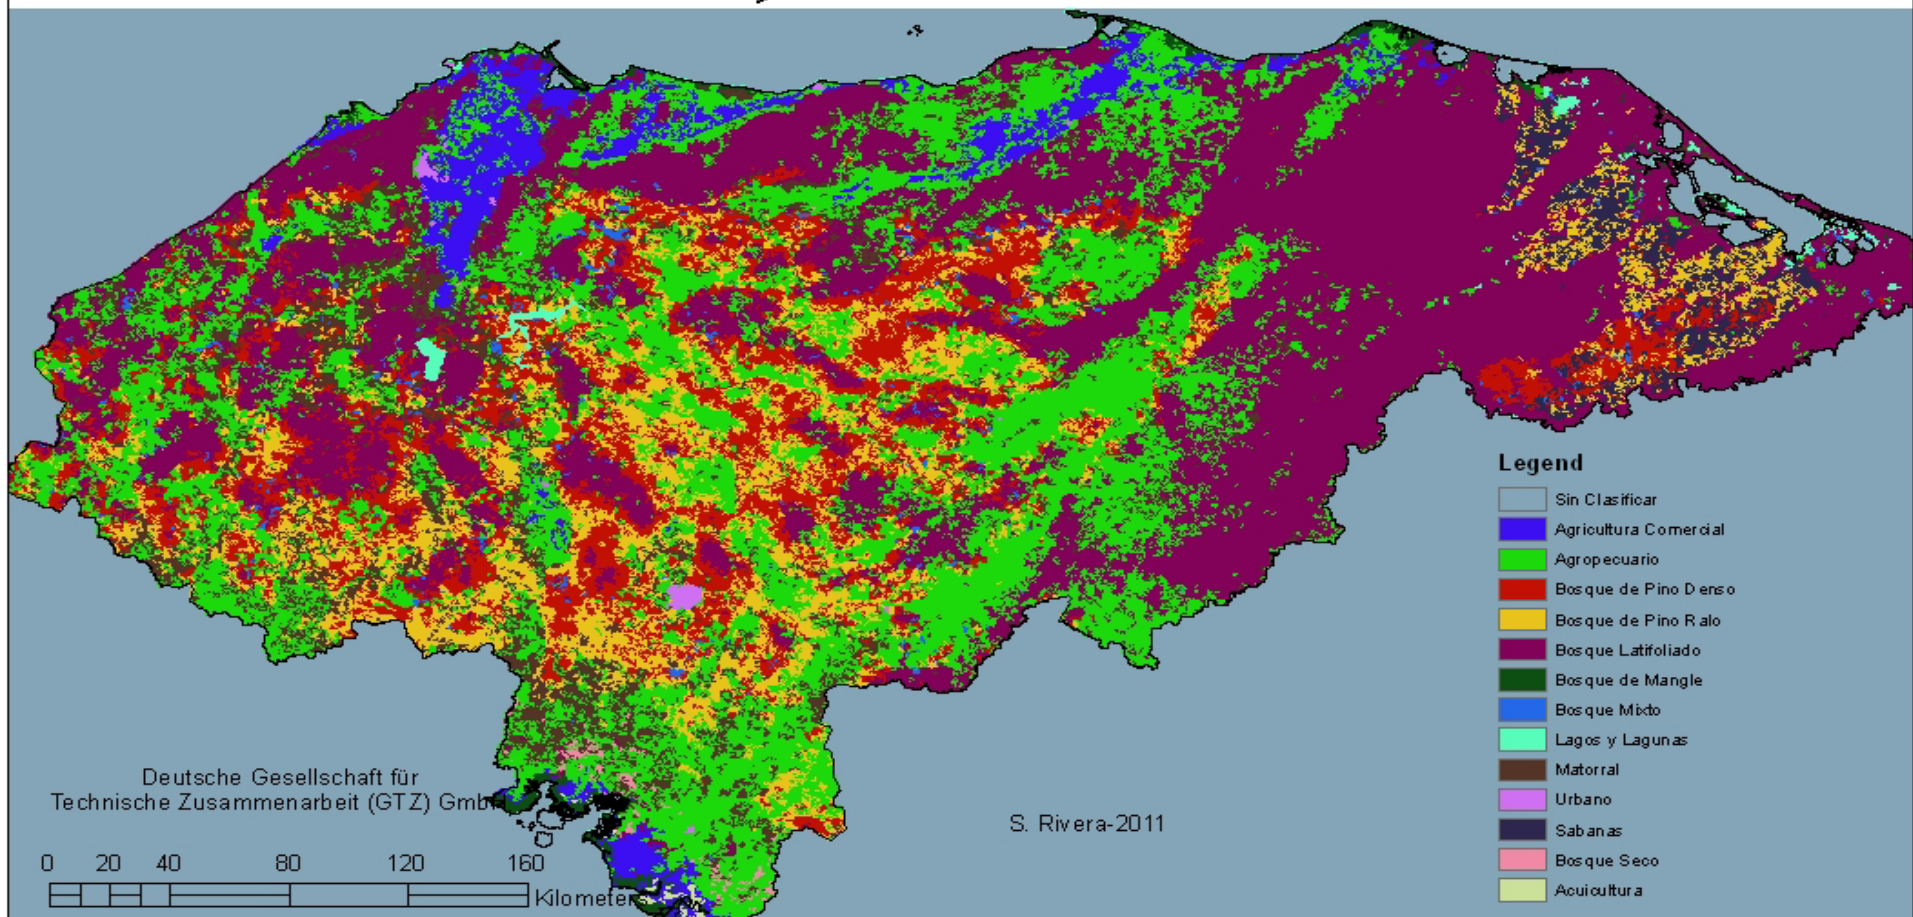 Legend
Sin Clasificar
Agricultura Comercial
Agropecuario
Bosque de Pino Denso
Bosque de Pino Ralo
Bosque Latifoliado
Bosque de Mangle
Bosque Mixto
Lagos y Lagunas
Matorral
Urbano
Sabanas
Bosque Seco
Acuicultura
Deutsche Gesellschaft für
Technische Zusammenarbeit (GTZ) Gmb
S. Rivera-2011
0 20 40 80 120 160
Kilometers